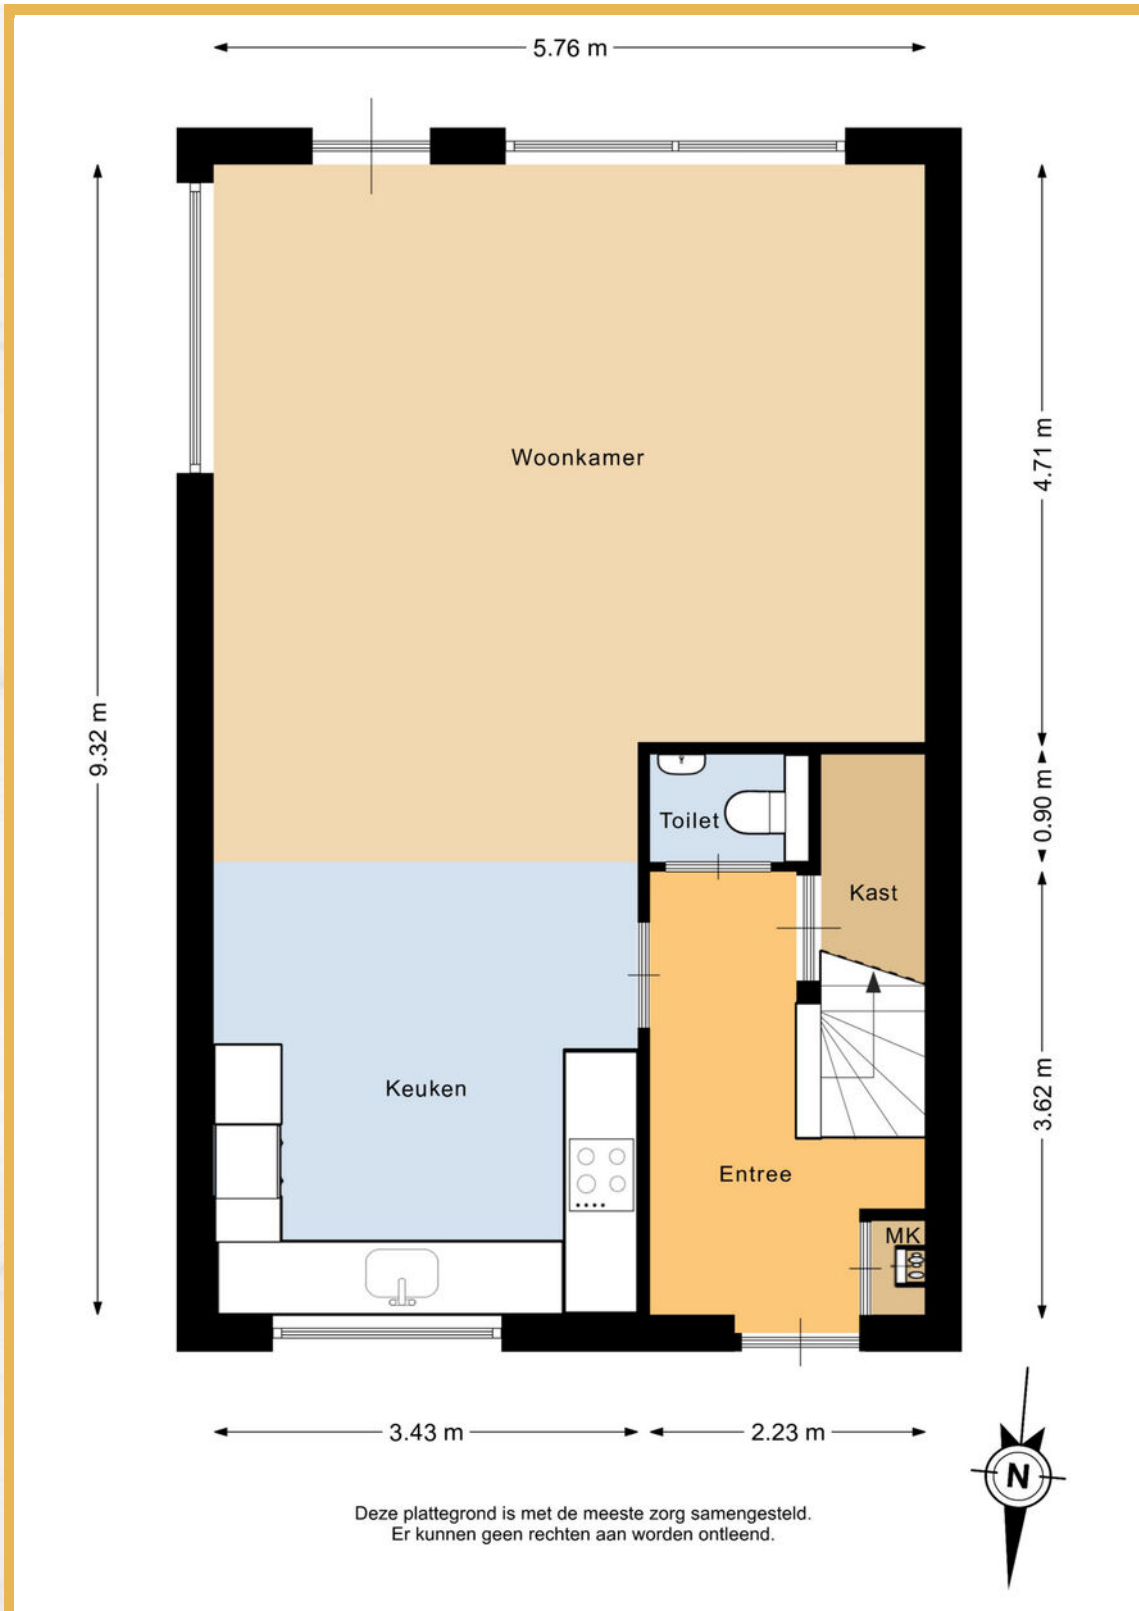 5.76 m
Woonkamer
4.71 m
9.32 m
0.90 m
Toilet
Kast
Keuken
3.62 m
Entree
MK
3.43 m
2.23 m
N
Deze plattegrond is met de meeste zorg samengesteld.
Er kunnen geen rechten aan worden ontleend.